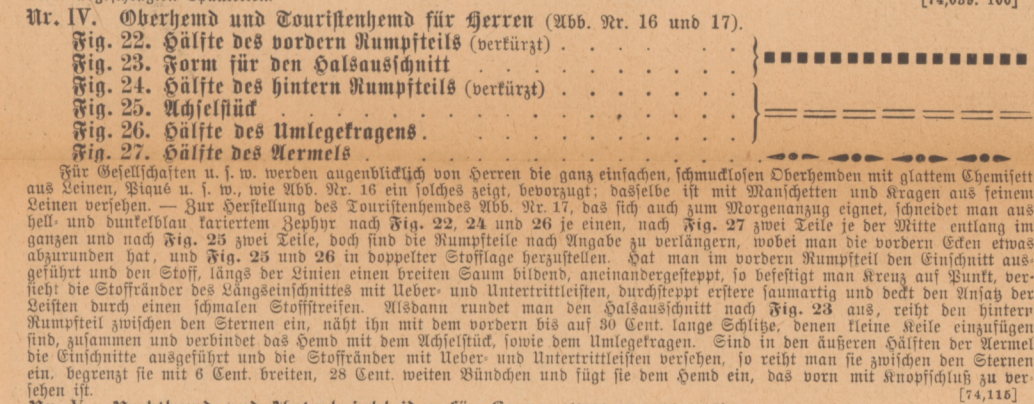 [74,039. 100]
Nr. IV. Oberhemd und Touristenhemd für Herren (Abb. Nr. 16 und 17).
Fig. 22. Hälfte des vordern Rumpfteils (verkürzt) . . . . . . .
Fig. 23. Form für den Halsausschnitt . . . . . . . . .
Fig. 24. Hälfte des hintern Rumpfteils (verkürzt) . . . . . . .
Fig. 25. Achselstück . . . . . . . . . . . . .
Fig. 26. Hälfte des Umlegekragens . . . . . . . . . .
Fig. 27. Hälfte des Aermels . . . . . . . . . . . .
Für Gesellschaften u. s. w. werden augenblicklich von Herren die ganz einfachen, schmucklosen Oberhemden mit glattem Chemisett
aus Leinen, Piqué u. s. w., wie Abb. Nr. 16 ein solches zeigt, bevorzugt; dasselbe ist mit Manschetten und Kragen aus feinem
Leinen versehen. — Zur Herstellung des Touristenhemdes Abb. Nr. 17, das sich auch zum Morgenanzug eignet, schneidet man aus
hell- und dunkelblau kariertem Zephyr nach Fig. 22, 24 und 26 je einen, nach Fig. 27 zwei Teile je der Mitte entlang im
ganzen und nach Fig. 25 zwei Teile, doch sind die Rumpfteile nach Angabe zu verlängern, wobei man die vordern Ecken etwas
abzurunden hat, und Fig. 25 und 26 in doppelter Stofflage herzustellen. Hat man im vordern Rumpfteil den Einschnitt aus-
geführt und den Stoff, längs der Linien einen breiten Saum bildend, aneinandergesteppt, so befestigt man Kreuz auf Punkt, ver-
sieht die Stoffränder des Längseinschnittes mit Ueber- und Untertrittleisten, durchsteppt erstere saumartig und deckt den Ansatz der
Leisten durch einen schmalen Stoffstreifen. Alsdann rundet man den Halsausschnitt nach Fig. 23 aus, reiht den hintern
Rumpfteil zwischen den Sternen ein, näht ihn mit dem vordern bis auf 30 Cent. lange Schlitze, denen kleine Keile einzufügen
sind, zusammen und verbindet das Hemd mit dem Achselstück, sowie dem Umlegekragen. Sind in den äußeren Hälften der Aermel
die Einschnitte ausgeführt und die Stoffränder mit Ueber- und Untertrittleisten versehen, so reiht man sie zwischen den Sternen
ein, begrenzt sie mit 6 Cent. breiten, 28 Cent. weiten Bündchen und fügt sie dem Hemd ein, das vorn mit Knopfschluß zu ver-
sehen ist.
[74,115]